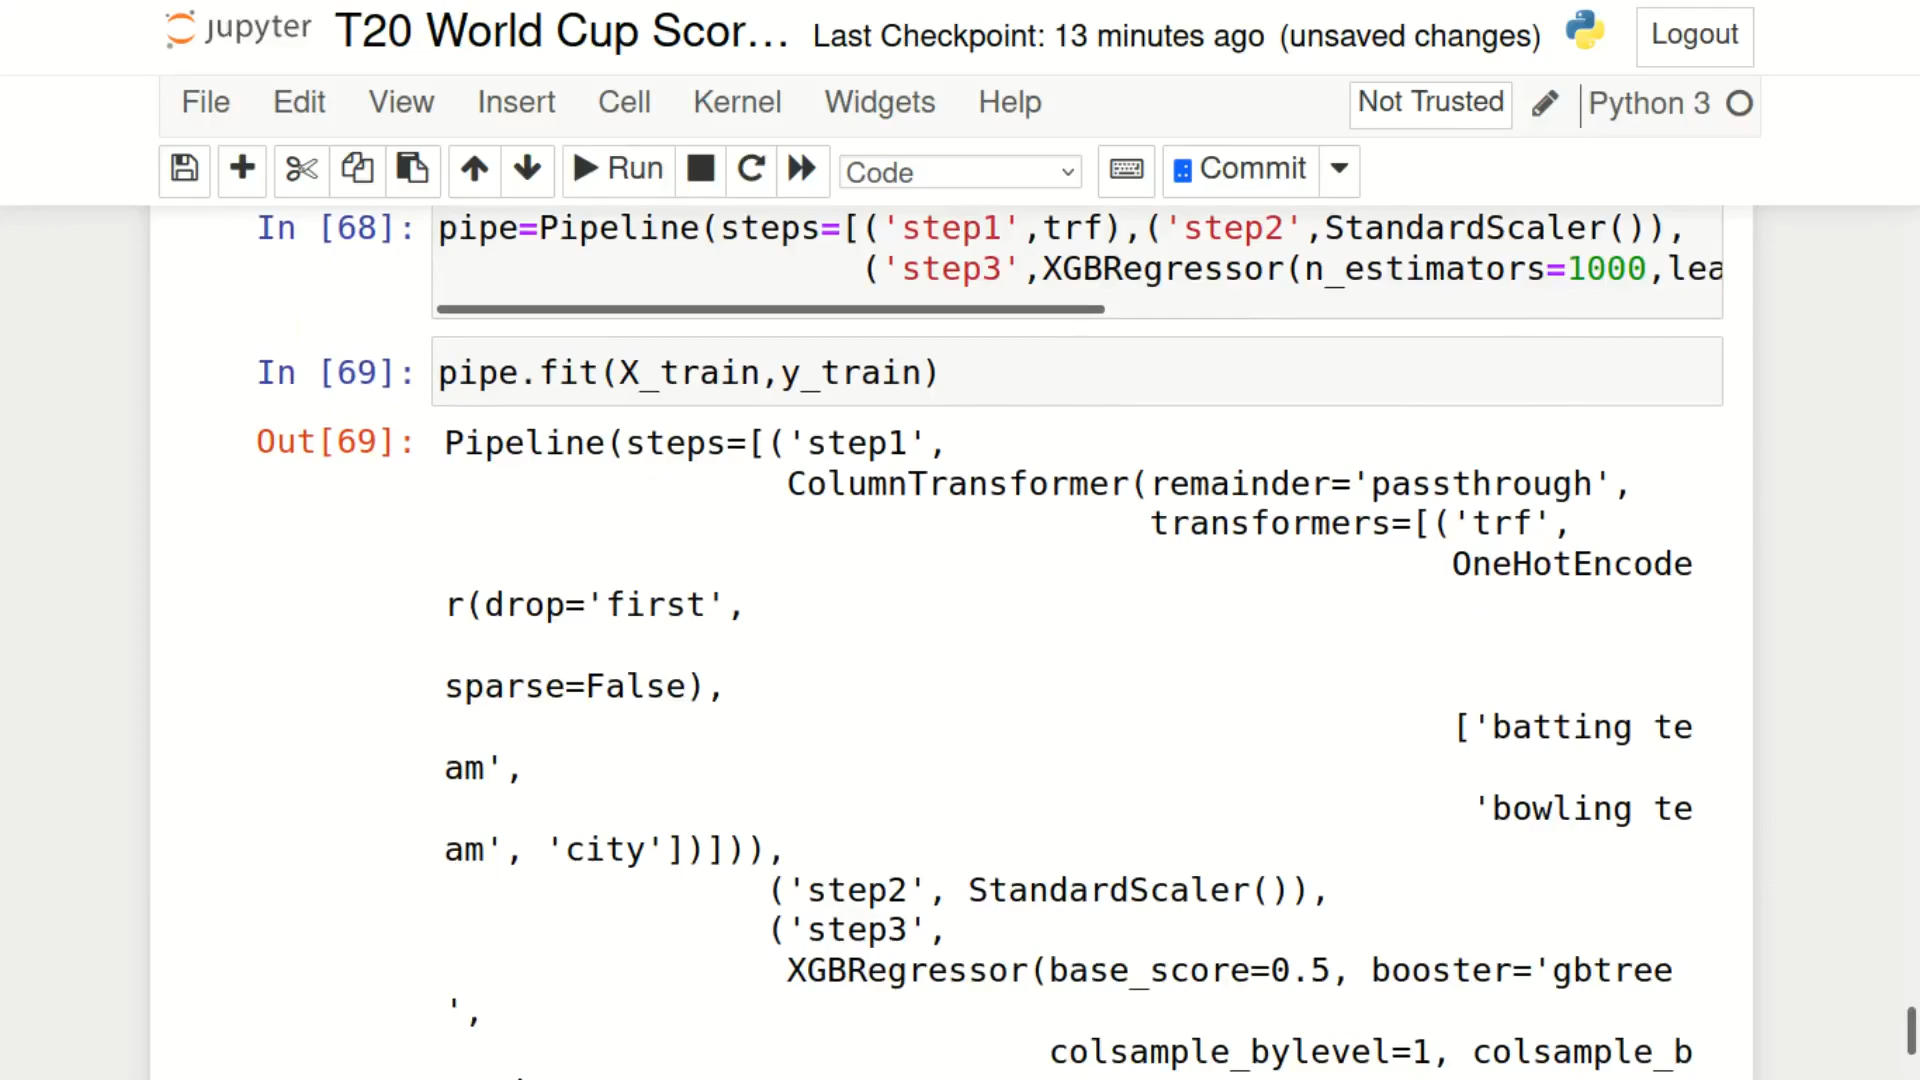 jupyter T20 World Cup Scor... Last Checkpoint: 13 minutes ago (unsaved changes) Logout
File Edit View Insert Cell Kernel Widgets Help Not Trusted Python 3
Run Code Commit
In [68]: pipe=Pipeline(steps=[('step1',trf),('step2',StandardScaler()),
('step3',XGBRegressor(n_estimators=1000,lea
In [69]: pipe.fit(X_train,y_train)
Out[69]: Pipeline(steps=[('step1',
ColumnTransformer(remainder='passthrough',
transformers=[('trf',
OneHotEncode
r(drop='first',
sparse=False),
['batting te
am',
'bowling te
am', 'city'])])),
('step2', StandardScaler()),
('step3',
XGBRegressor(base_score=0.5, booster='gbtree
',
colsample_bylevel=1, colsample_b